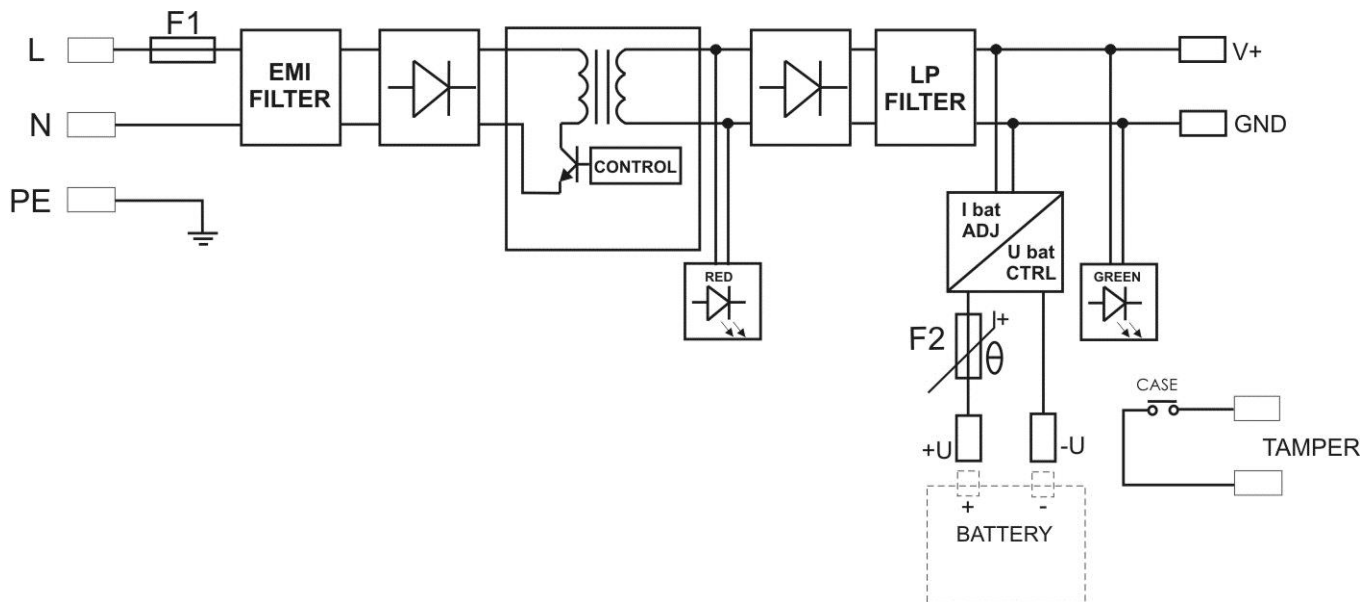 F1
L
EMI
FILTER
LP
FILTER
V+
N
GND
CONTROL
PE
I bat
ADJ
U bat
CTRL
RED
GREEN
F2
I+
θ
CASE
+U
-U
TAMPER
+ -
BATTERY